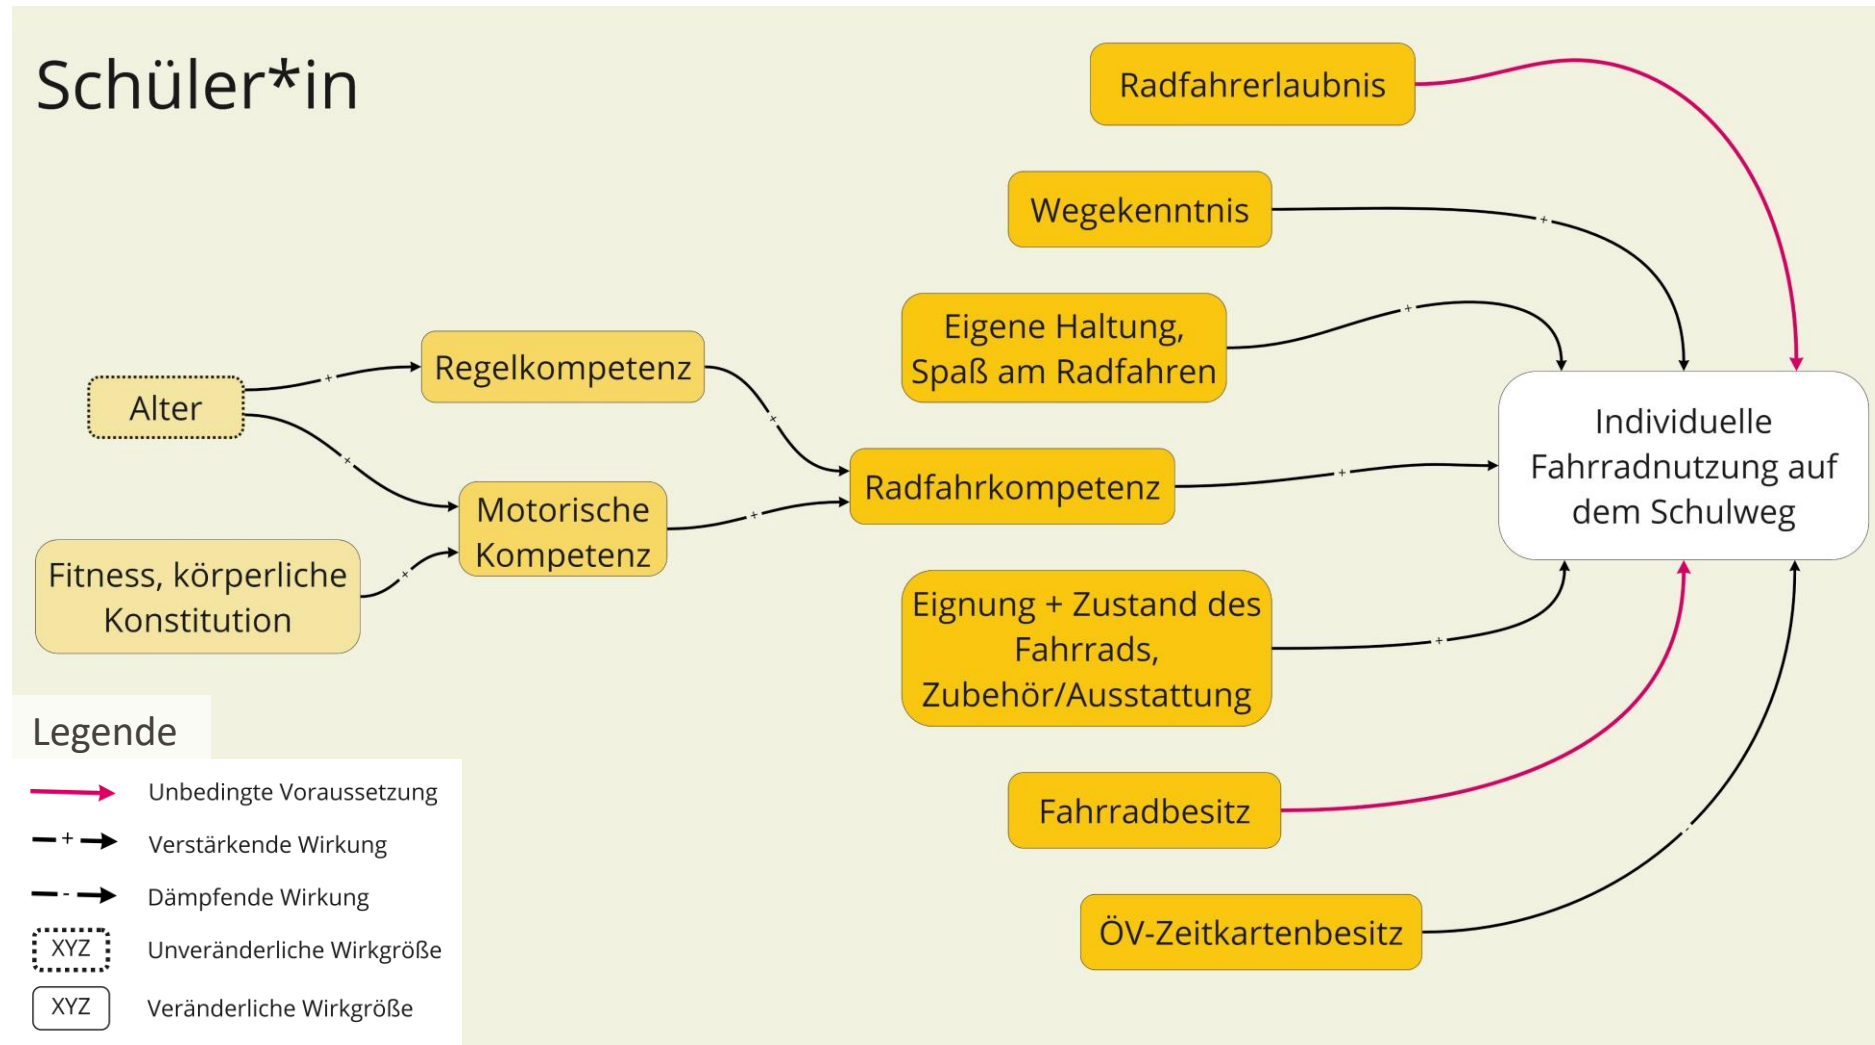 Schüler*in
Radfahrerlaubnis
Wegekenntnis
+
Eigene Haltung,
Spaß am Radfahren
+
Alter
+
+
Regelkompetenz
+
Fitness, körperliche
Konstitution
+
Motorische
Kompetenz
+
Radfahrkompetenz
+
Individuelle
Fahrradnutzung auf
dem Schulweg
Eignung + Zustand des
Fahrrads,
Zubehör/Ausstattung
+
Fahrradbesitz
ÖV-Zeitkartenbesitz
-
Legende
Unbedingte Voraussetzung
+ Verstärkende Wirkung
- Dämpfende Wirkung
XYZ Unveränderliche Wirkgröße
XYZ Veränderliche Wirkgröße